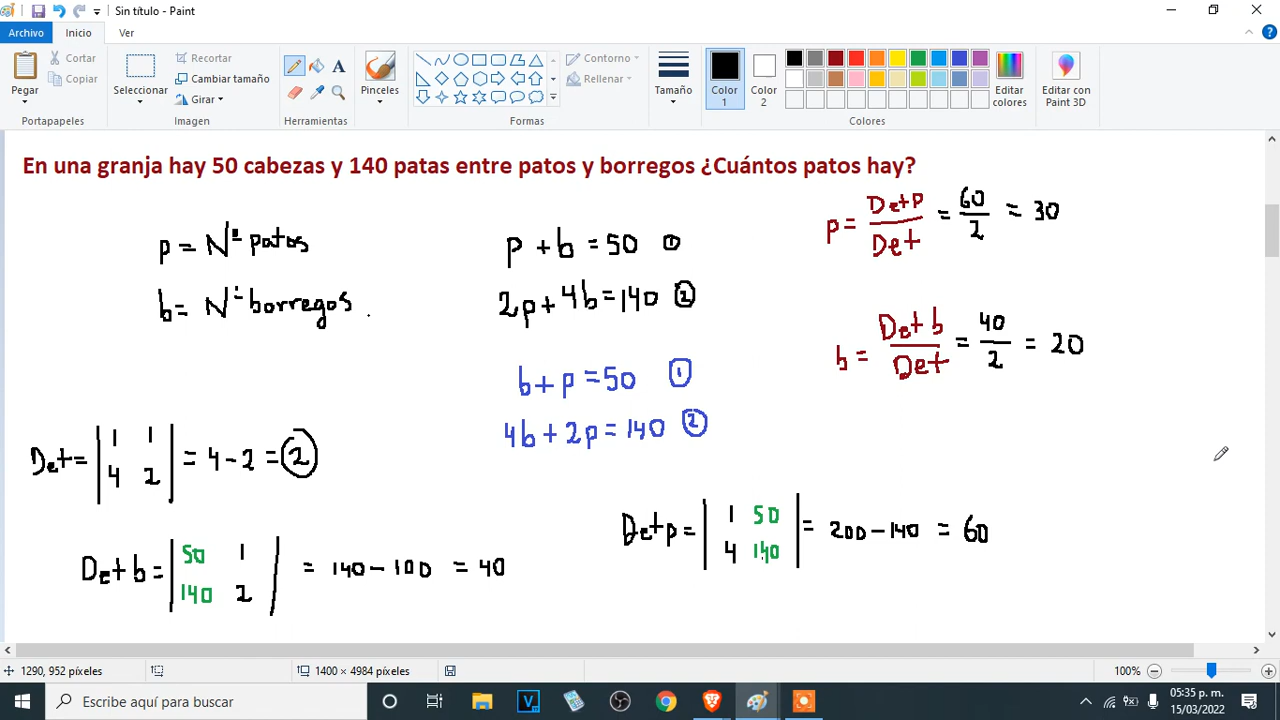 Sin título - Paint
Archivo Inicio Ver
Pegar
Cortar
Copiar
Portapapeles
Seleccionar
Recortar
Cambiar tamaño
Girar
Imagen
A
Herramientas
Pinceles
Contorno
Rellenar
Formas
Tamaño
Color 1
Color 2
Editar colores
Editar con Paint 3D
Colores
En una granja hay 50 cabezas y 140 patas entre patos y borregos ¿Cuántos patos hay?
p = Nº patos
b = Nº borregos
p + b = 50 ①
2p + 4b = 140 ②
b + p = 50 ①
4b + 2p = 140 ②
p = Det p / Det = 60/2 = 30
b = Det b / Det = 40/2 = 20
Det = | 1 1 |
| 4 2 | = 4 - 2 = 2
Det b = | 50 1 |
| 140 2 | = 140 - 100 = 40
Det p = | 1 50 |
| 4 140 | = 200 - 140 = 60
1290, 952 píxeles 1400 × 4984 píxeles 100%
Escribe aquí para buscar
05:35 p. m.
15/03/2022